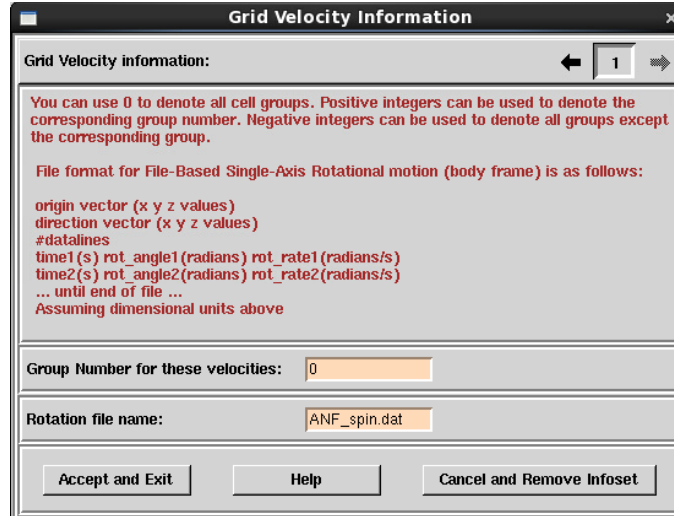 Grid Velocity Information
Grid Velocity information:
1
You can use 0 to denote all cell groups. Positive integers can be used to denote the
corresponding group number. Negative integers can be used to denote all groups except
the corresponding group.
File format for File-Based Single-Axis Rotational motion (body frame) is as follows:
origin vector (x y z values)
direction vector (x y z values)
#datalines
time1(s) rot_angle1(radians) rot_rate1(radians/s)
time2(s) rot_angle2(radians) rot_rate2(radians/s)
... until end of file ...
Assuming dimensional units above
Group Number for these velocities: 0
Rotation file name: ANF_spin.dat
Accept and Exit Help Cancel and Remove Infoset